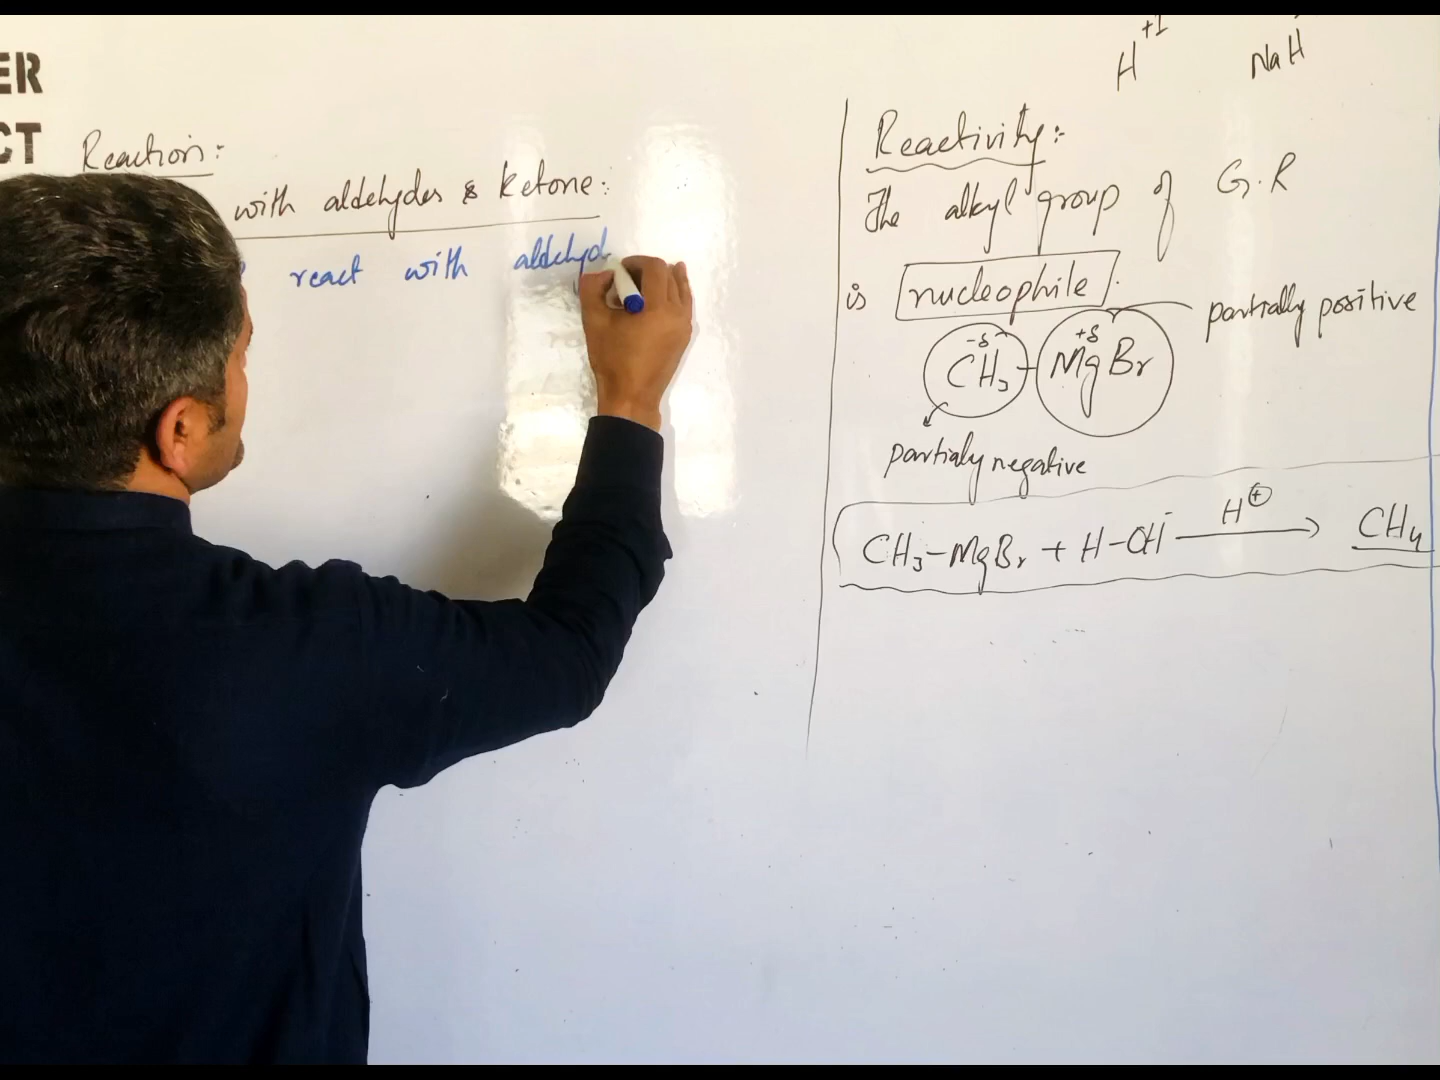 ER
CT
Reaction:-
with aldehydes & ketone:-
react with aldehyd
H+1 NaH
Reactivity:-
The alkyl group of G.R
is nucleophile.
partially positive
-δ +δ
CH3-MgBr
partialy negative
CH3-MgBr + H-OH H⊕ → CH4